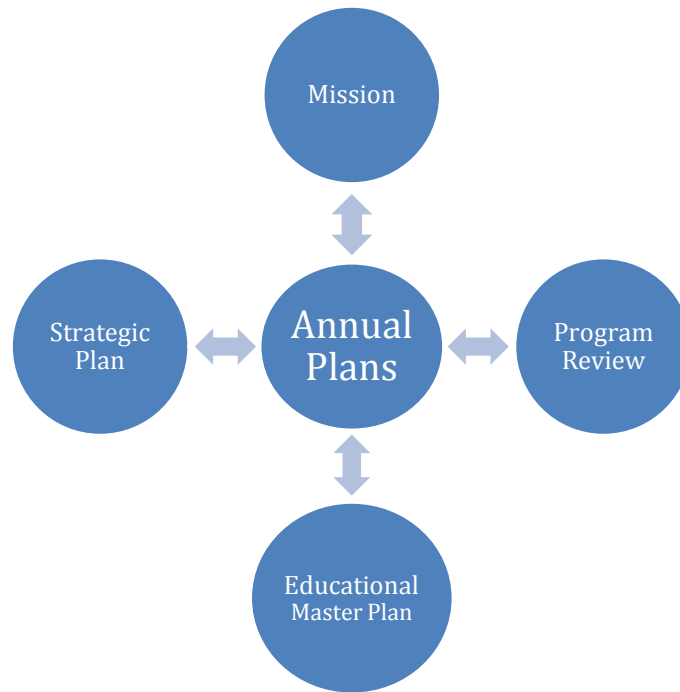 Mission
Strategic
Plan
Annual
Plans
Program
Review
Educational
Master Plan